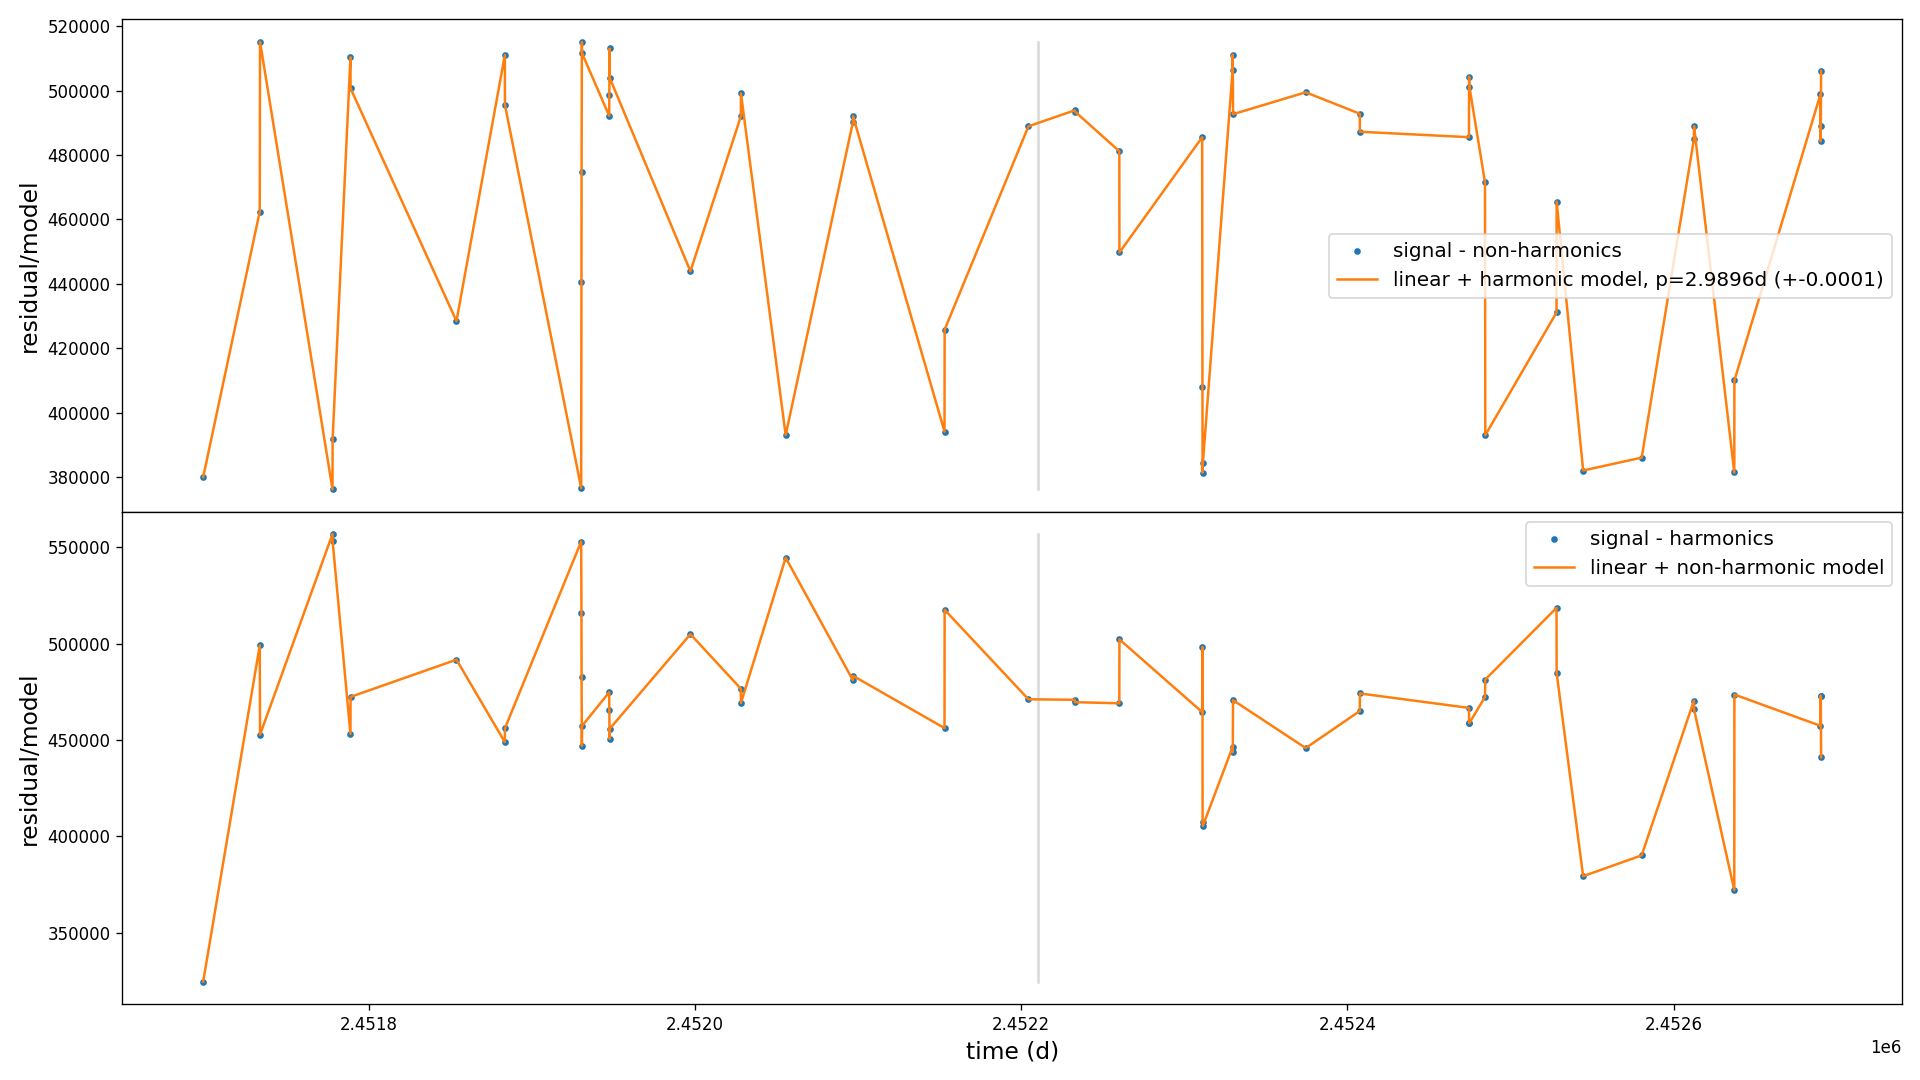 520000
500000
480000
460000
440000
420000
400000
380000
residual/model
signal - non-harmonics
linear + harmonic model, p=2.9896d (+-0.0001)
550000
500000
450000
400000
350000
residual/model
signal - harmonics
linear + non-harmonic model
2.4518 2.4520 2.4522 2.4524 2.4526
time (d)
1e6